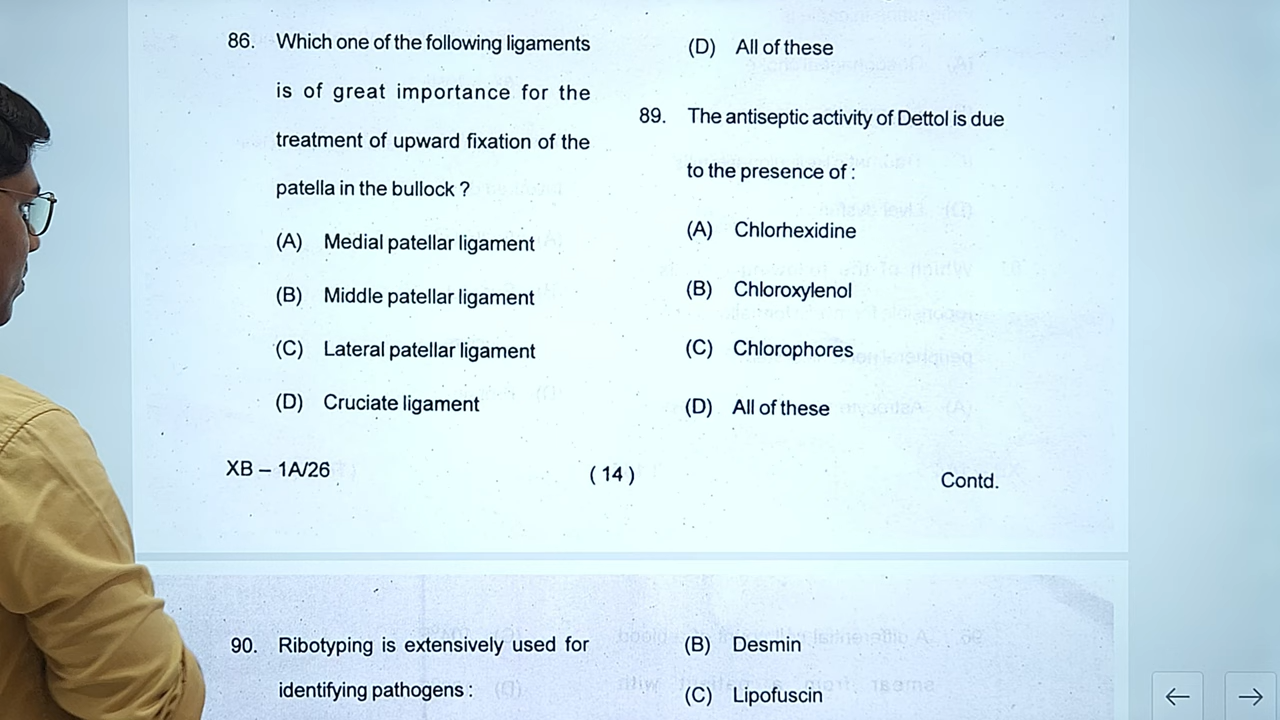 86. Which one of the following ligaments
is of great importance for the
treatment of upward fixation of the
patella in the bullock ?
(A) Medial patellar ligament
(B) Middle patellar ligament
(C) Lateral patellar ligament
(D) Cruciate ligament
(D) All of these
89. The antiseptic activity of Dettol is due
to the presence of :
(A) Chlorhexidine
(B) Chloroxylenol
(C) Chlorophores
(D) All of these
XB – 1A/26
( 14 )
Contd.
90. Ribotyping is extensively used for
identifying pathogens :
(B) Desmin
(C) Lipofuscin